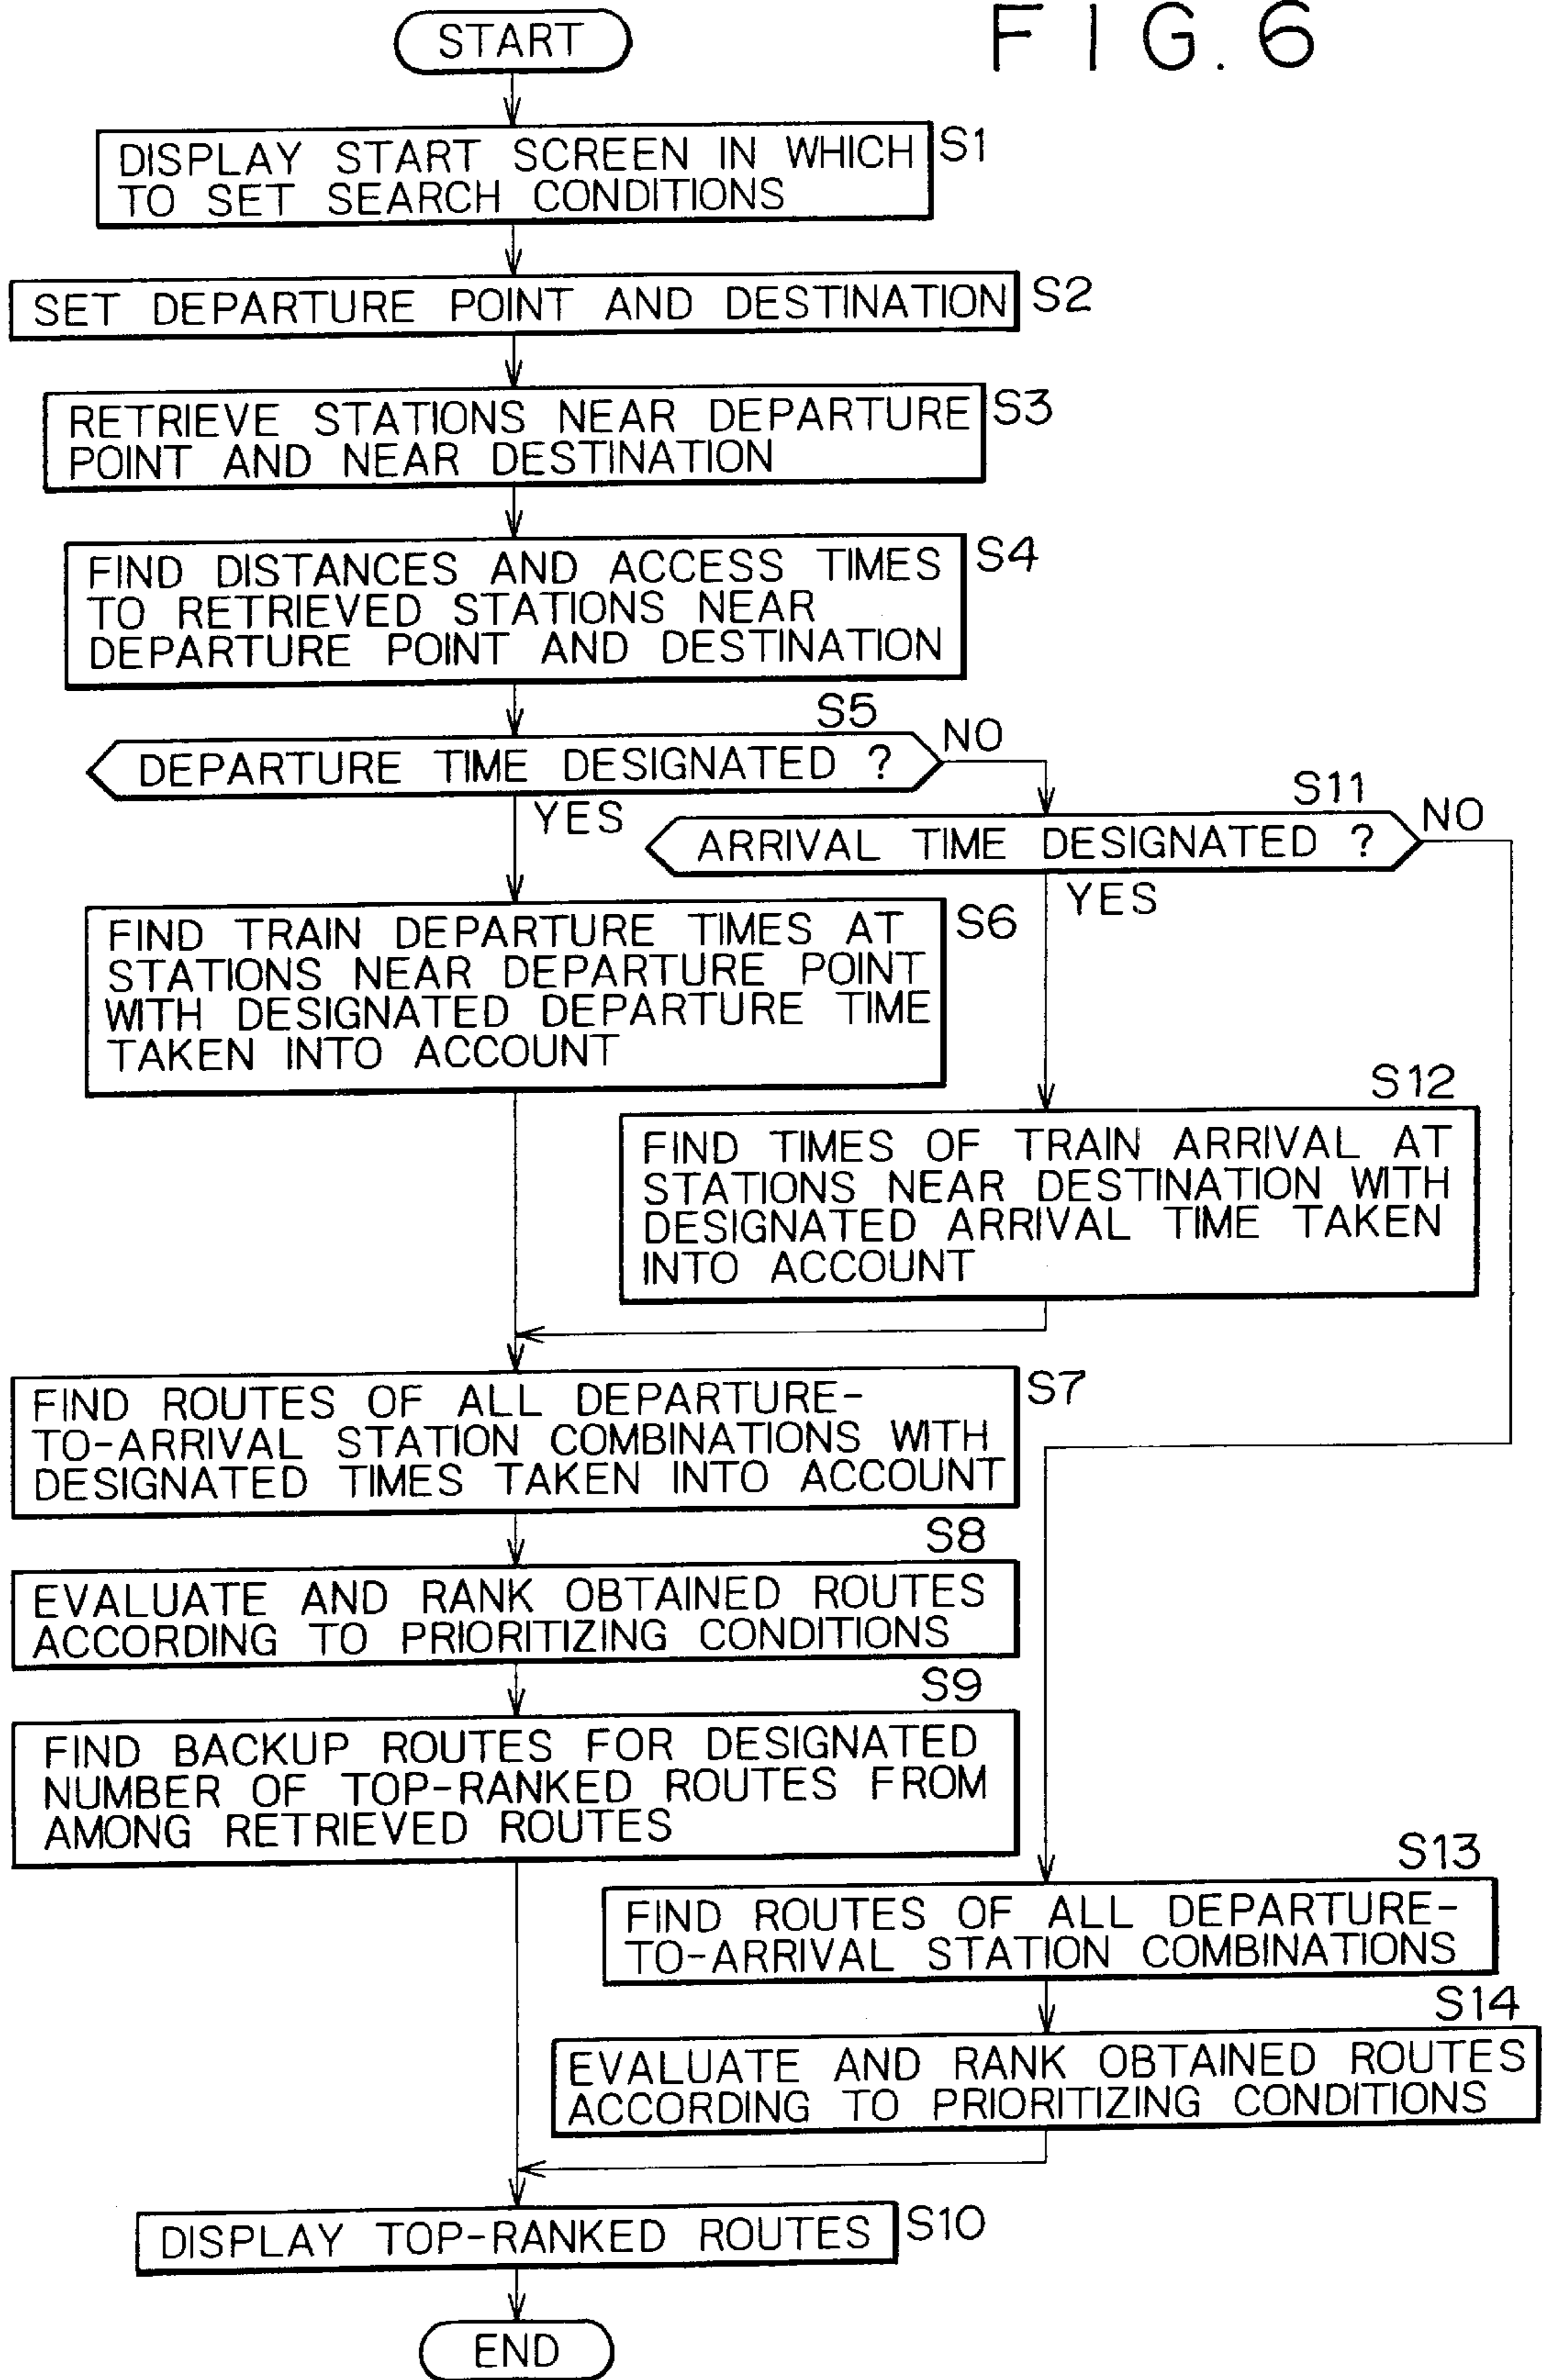 FIG. 6
START
DISPLAY START SCREEN IN WHICH
TO SET SEARCH CONDITIONS
S1
SET DEPARTURE POINT AND DESTINATION
S2
RETRIEVE STATIONS NEAR DEPARTURE
POINT AND NEAR DESTINATION
S3
FIND DISTANCES AND ACCESS TIMES
TO RETRIEVED STATIONS NEAR
DEPARTURE POINT AND DESTINATION
S4
S5
DEPARTURE TIME DESIGNATED ?
NO
YES
S11
ARRIVAL TIME DESIGNATED ?
NO
YES
FIND TRAIN DEPARTURE TIMES AT
STATIONS NEAR DEPARTURE POINT
WITH DESIGNATED DEPARTURE TIME
TAKEN INTO ACCOUNT
S6
S12
FIND TIMES OF TRAIN ARRIVAL AT
STATIONS NEAR DESTINATION WITH
DESIGNATED ARRIVAL TIME TAKEN
INTO ACCOUNT
FIND ROUTES OF ALL DEPARTURE-
TO-ARRIVAL STATION COMBINATIONS WITH
DESIGNATED TIMES TAKEN INTO ACCOUNT
S7
S8
EVALUATE AND RANK OBTAINED ROUTES
ACCORDING TO PRIORITIZING CONDITIONS
S9
FIND BACKUP ROUTES FOR DESIGNATED
NUMBER OF TOP-RANKED ROUTES FROM
AMONG RETRIEVED ROUTES
S13
FIND ROUTES OF ALL DEPARTURE-
TO-ARRIVAL STATION COMBINATIONS
S14
EVALUATE AND RANK OBTAINED ROUTES
ACCORDING TO PRIORITIZING CONDITIONS
DISPLAY TOP-RANKED ROUTES
S10
END